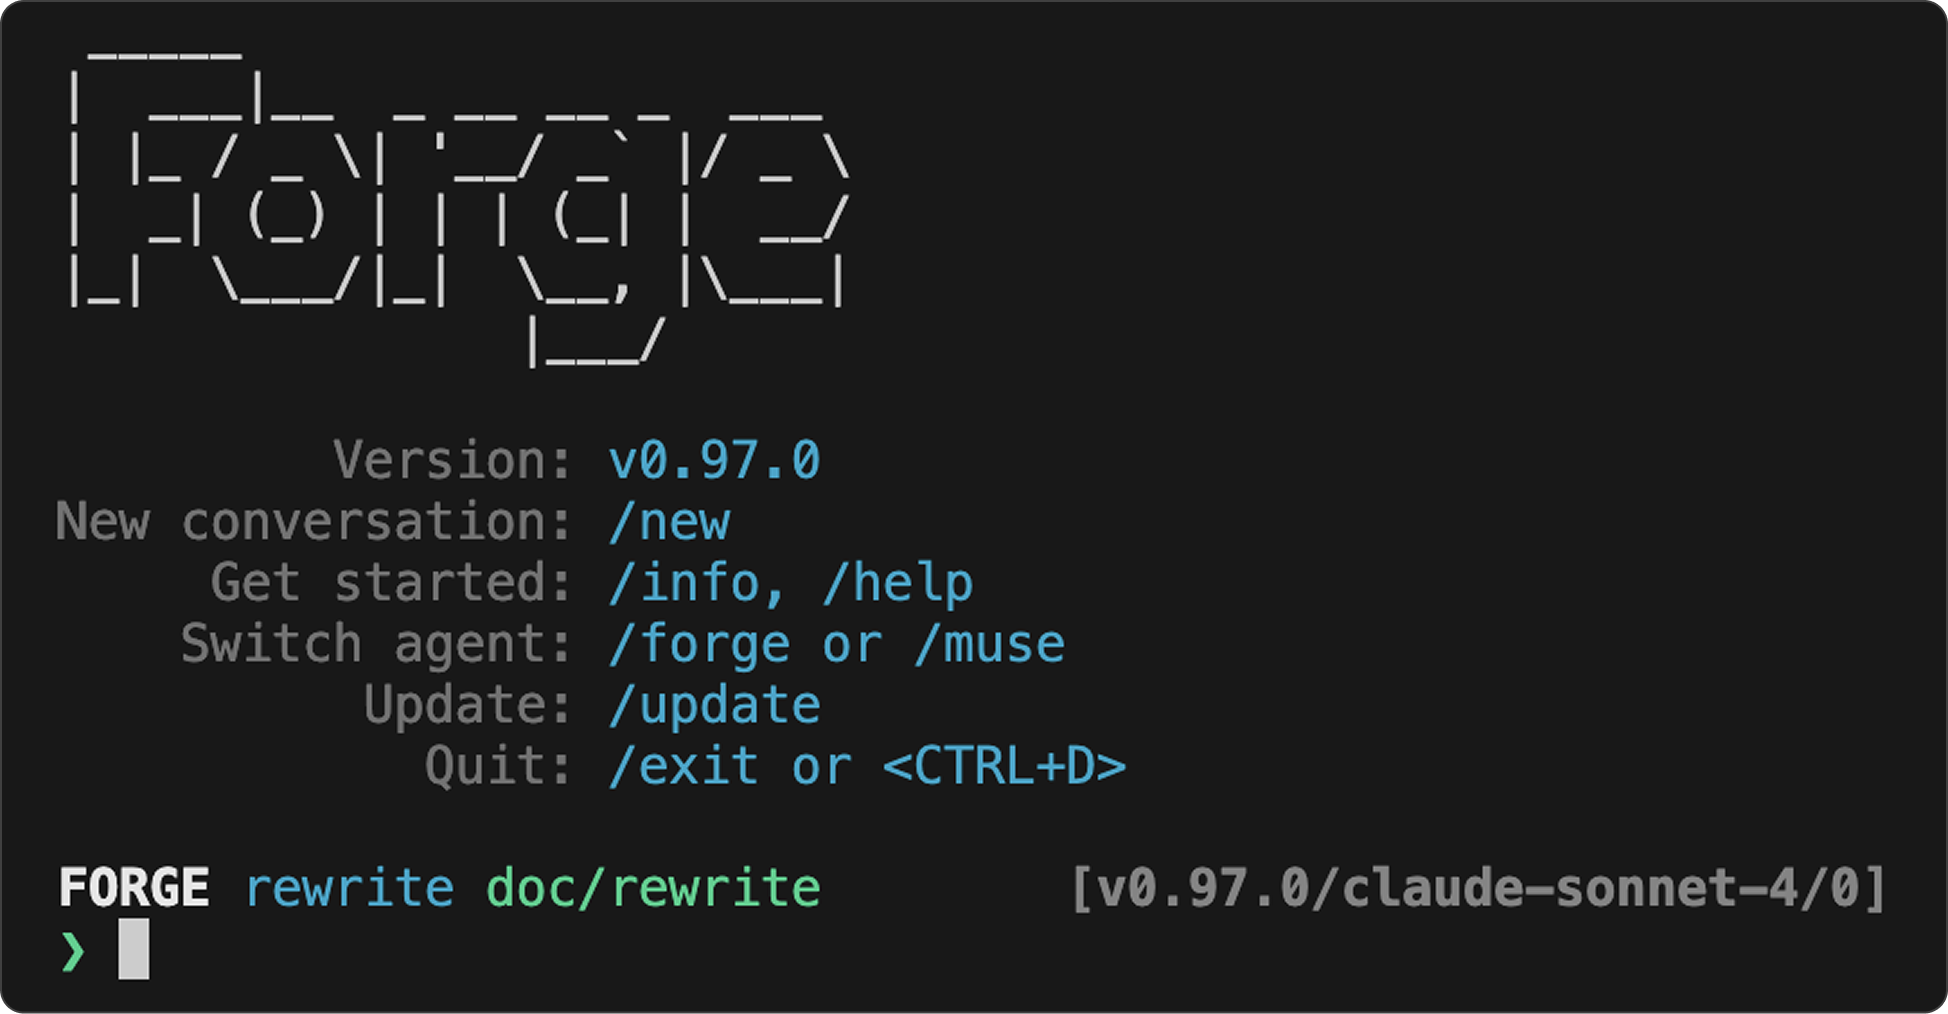 Forge
Version: v0.97.0
New conversation: /new
Get started: /info, /help
Switch agent: /forge or /muse
Update: /update
Quit: /exit or <CTRL+D>
FORGE rewrite doc/rewrite [v0.97.0/claude-sonnet-4/0]
❯